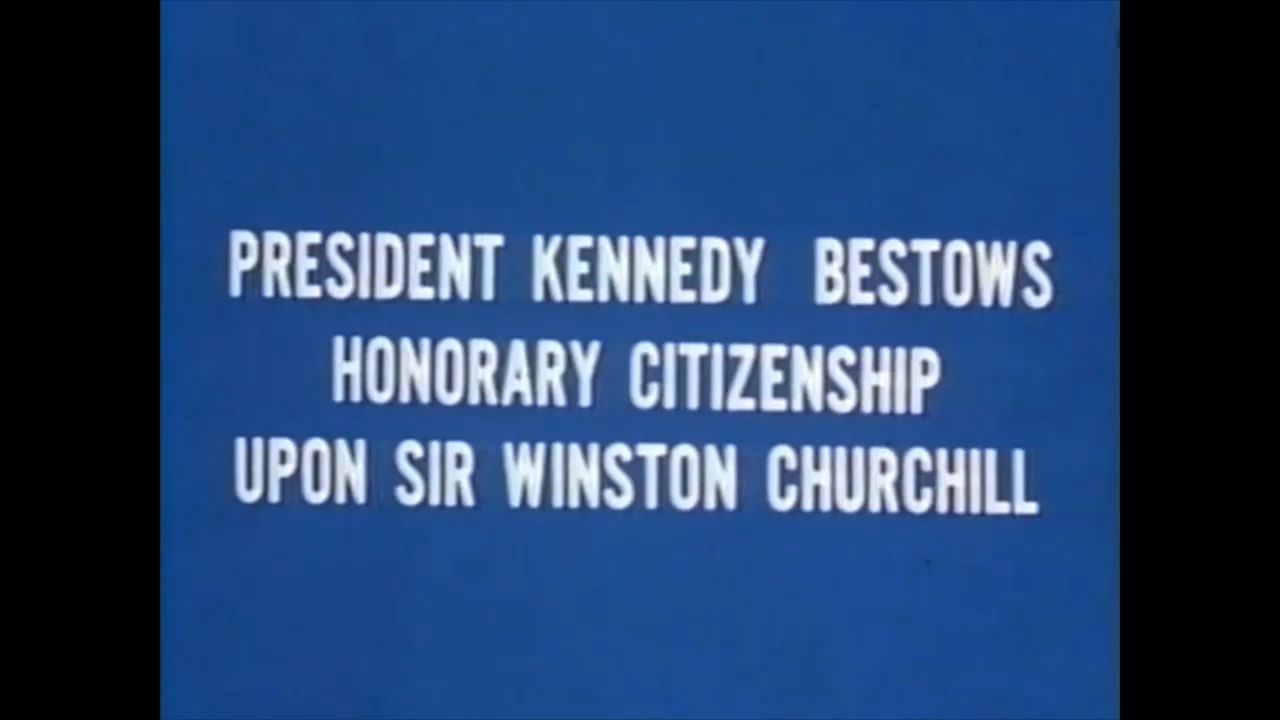 PRESIDENT KENNEDY BESTOWS
HONORARY CITIZENSHIP
UPON SIR WINSTON CHURCHILL